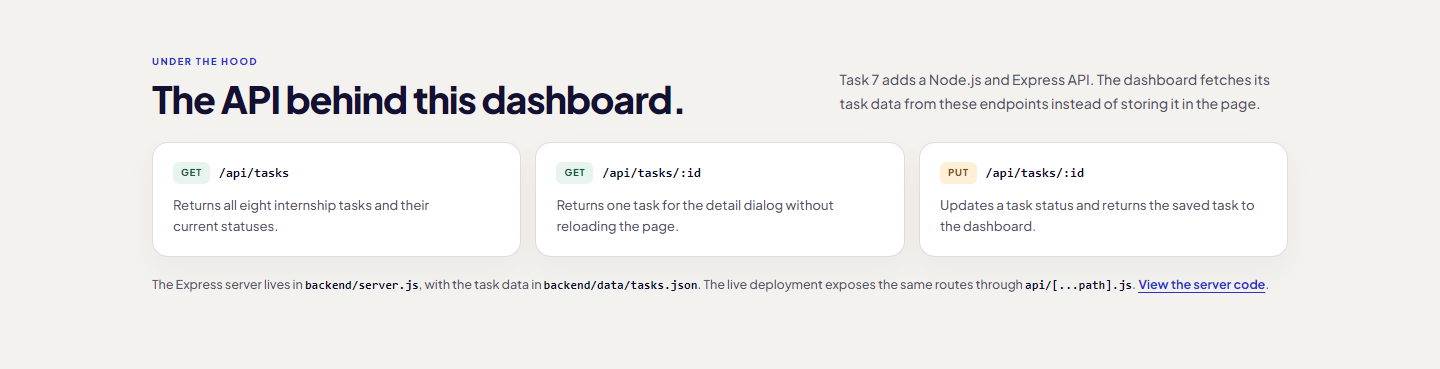 UNDER THE HOOD
The API behind this dashboard.
Task 7 adds a Node.js and Express API. The dashboard fetches its
task data from these endpoints instead of storing it in the page.
GET /api/tasks
Returns all eight internship tasks and their
current statuses.
GET /api/tasks/:id
Returns one task for the detail dialog without
reloading the page.
PUT /api/tasks/:id
Updates a task status and returns the saved task to
the dashboard.
The Express server lives in backend/server.js, with the task data in backend/data/tasks.json. The live deployment exposes the same routes through api/[...path].js. View the server code.